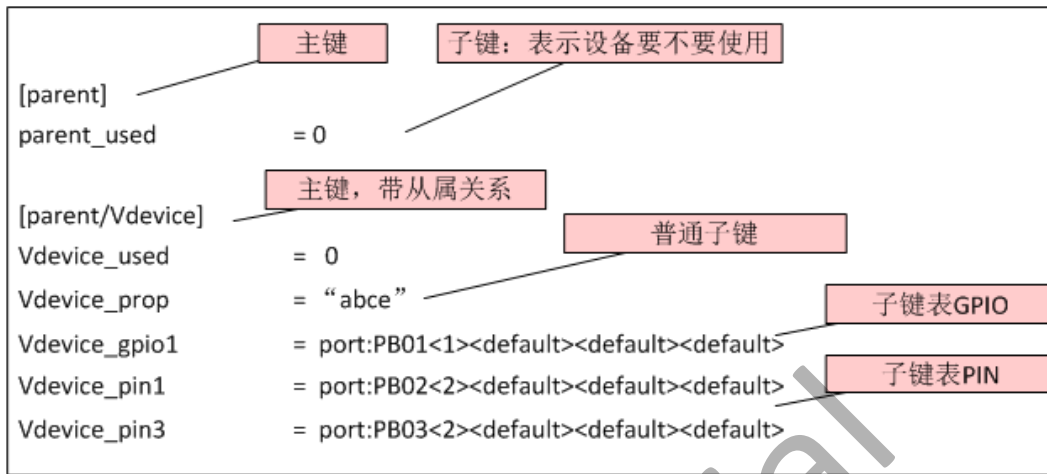 主键
子键：表示设备要不要使用
[parent]
parent_used = 0
主键，带从属关系
[parent/Vdevice]
普通子键
Vdevice_used = 0
Vdevice_prop = “abce”
子键表GPIO
Vdevice_gpio1 = port:PB01<1><default><default><default>
子键表PIN
Vdevice_pin1 = port:PB02<2><default><default><default>
Vdevice_pin3 = port:PB03<2><default><default><default>